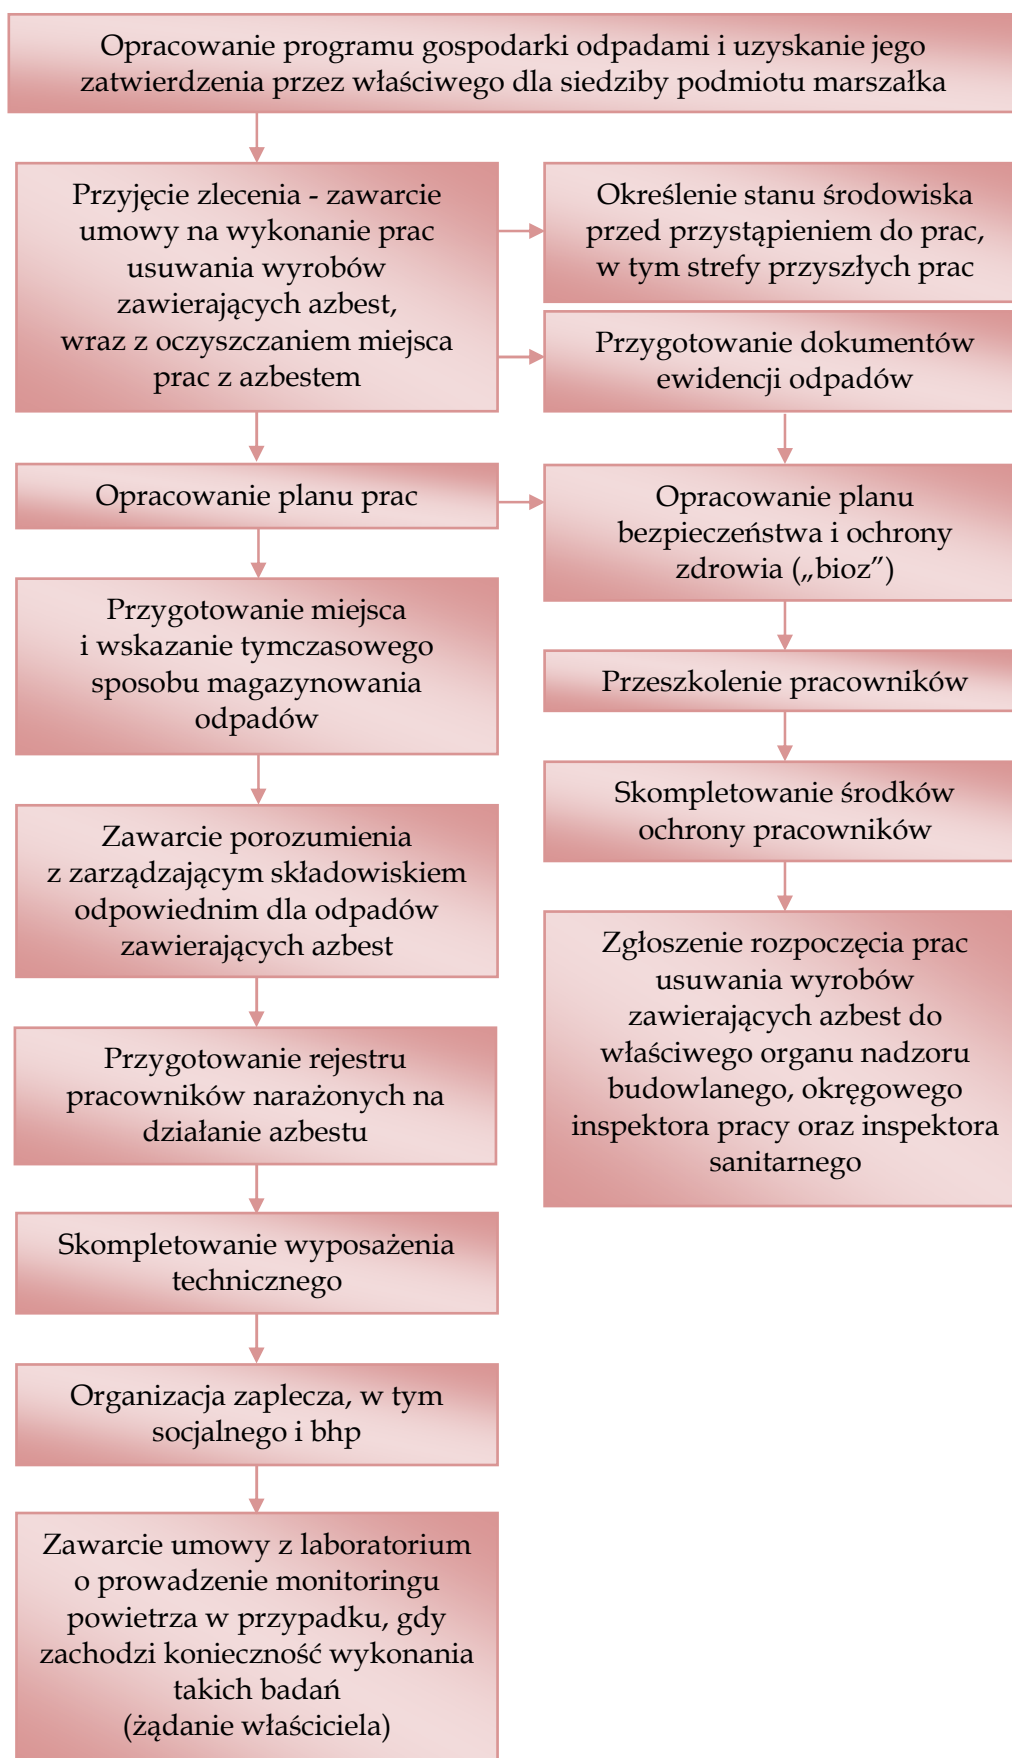 Opracowanie programu gospodarki odpadami i uzyskanie jego
zatwierdzenia przez właściwego dla siedziby podmiotu marszałka
Przyjęcie zlecenia - zawarcie
umowy na wykonanie prac
usuwania wyrobów
zawierających azbest,
wraz z oczyszczaniem miejsca
prac z azbestem
Określenie stanu środowiska
przed przystąpieniem do prac,
w tym strefy przyszłych prac
Przygotowanie dokumentów
ewidencji odpadów
Opracowanie planu prac
Opracowanie planu
bezpieczeństwa i ochrony
zdrowia („bioz”)
Przygotowanie miejsca
i wskazanie tymczasowego
sposobu magazynowania
odpadów
Przeszkolenie pracowników
Skompletowanie środków
ochrony pracowników
Zawarcie porozumienia
z zarządzającym składowiskiem
odpowiednim dla odpadów
zawierających azbest
Zgłoszenie rozpoczęcia prac
usuwania wyrobów
zawierających azbest do
właściwego organu nadzoru
budowlanego, okręgowego
inspektora pracy oraz inspektora
sanitarnego
Przygotowanie rejestru
pracowników narażonych na
działanie azbestu
Skompletowanie wyposażenia
technicznego
Organizacja zaplecza, w tym
socjalnego i bhp
Zawarcie umowy z laboratorium
o prowadzenie monitoringu
powietrza w przypadku, gdy
zachodzi konieczność wykonania
takich badań
(żądanie właściciela)